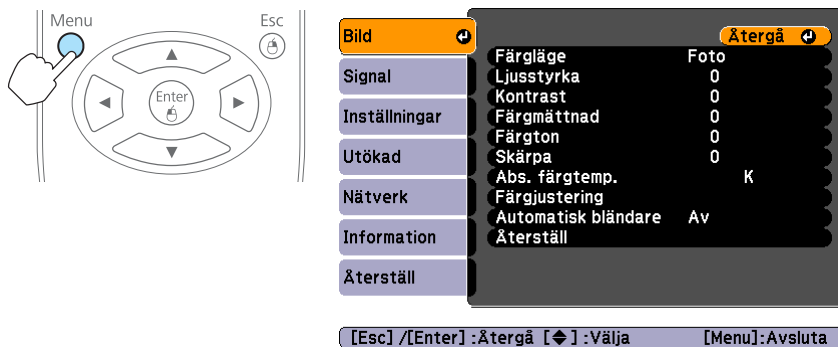 Menu
Esc
Enter
Bild
Signal
Inställningar
Utökad
Nätverk
Information
Återställ
Återgå
Färgläge Foto
Ljusstyrka 0
Kontrast 0
Färgmättnad 0
Färgton 0
Skärpa 0
Abs. färgtemp. K
Färgjustering
Automatisk bländare Av
Återställ
[Esc] /[Enter] :Återgå [◆] :Välja [Menu]:Avsluta